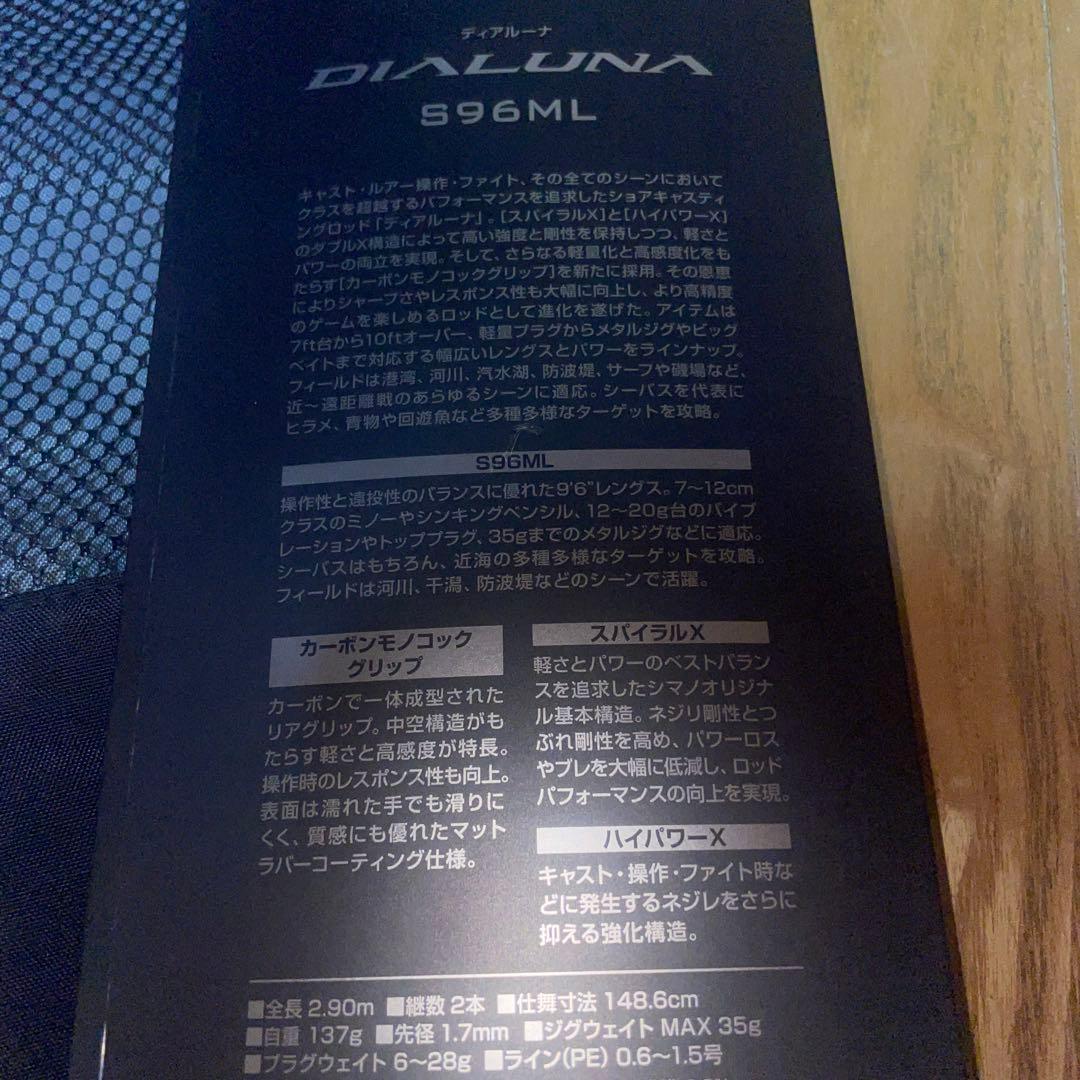 ディアルーナ
DIALUNA
S96ML
キャスト・ルアー操作・ファイト、その全てのシーンにおいて
クラスを超越するパフォーマンスを追求したショアキャスティ
ングロッド「ディアルーナ」。[スパイラルX]と[ハイパワーX]
のダブルX構造によって高い強度と剛性を保持しつつ、軽さと
パワーの両立を実現。そして、さらなる軽量化と高感度化をも
たらす[カーボンモノコックグリップ]を新たに採用。その恩恵
によりシャープさやレスポンス性も大幅に向上し、より高精度
のゲームを楽しめるロッドとして進化を遂げた。アイテムは
7ft台から10ftオーバー、軽量プラグからメタルジグやビッグ
ベイトまで対応する幅広いレングスとパワーをラインナップ。
フィールドは港湾、河川、汽水湖、防波堤、サーフや磯場など、
近〜遠距離戦のあらゆるシーンに適応。シーバスを代表に
ヒラメ、青物や回遊魚など多種多様なターゲットを攻略。
S96ML
操作性と遠投性のバランスに優れた9'6"レングス。7〜12cm
クラスのミノーやシンキングペンシル、12〜20g台のバイブ
レーションやトッププラグ、35gまでのメタルジグなどに適応。
シーバスはもちろん、近海の多種多様なターゲットを攻略。
フィールドは河川、干潟、防波堤などのシーンで活躍。
カーボンモノコック
グリップ
カーボンで一体成型された
リアグリップ。中空構造がも
たらす軽さと高感度が特長。
操作時のレスポンス性も向上。
表面は濡れた手でも滑りに
くく、質感にも優れたマット
ラバーコーティング仕様。
スパイラルX
軽さとパワーのベストバラン
スを追求したシマノオリジナ
ル基本構造。ネジリ剛性とつ
ぶれ剛性を高め、パワーロス
やブレを大幅に低減し、ロッド
パフォーマンスの向上を実現。
ハイパワーX
キャスト・操作・ファイト時な
どに発生するネジレをさらに
抑える強化構造。
■全長 2.90m ■継数 2本 ■仕舞寸法 148.6cm
■自重 137g ■先径 1.7mm ■ジグウェイト MAX 35g
■プラグウェイト 6〜28g ■ライン(PE) 0.6〜1.5号